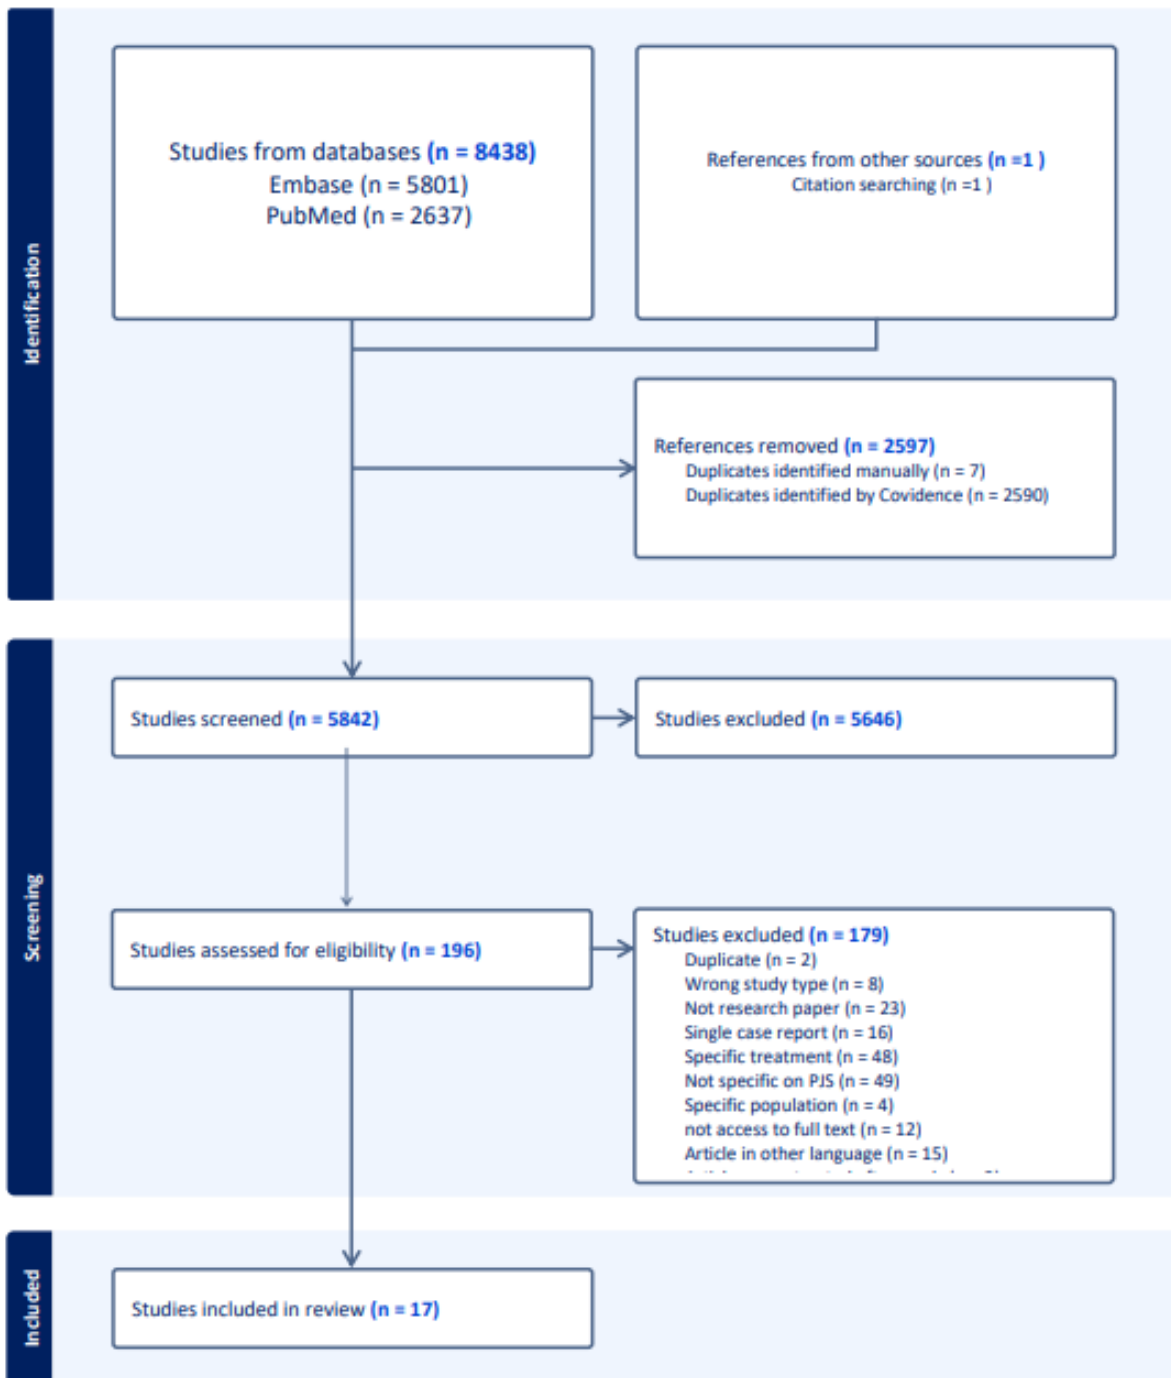 Identification
Studies from databases (n = 8438)
Embase (n = 5801)
PubMed (n = 2637)
References from other sources (n =1 )
Citation searching (n =1 )
References removed (n = 2597)
Duplicates identified manually (n = 7)
Duplicates identified by Covidence (n = 2590)
Screening
Studies screened (n = 5842)
Studies excluded (n = 5646)
Studies assessed for eligibility (n = 196)
Studies excluded (n = 179)
Duplicate (n = 2)
Wrong study type (n = 8)
Not research paper (n = 23)
Single case report (n = 16)
Specific treatment (n = 48)
Not specific on PJS (n = 49)
Specific population (n = 4)
not access to full text (n = 12)
Article in other language (n = 15)
Included
Studies included in review (n = 17)